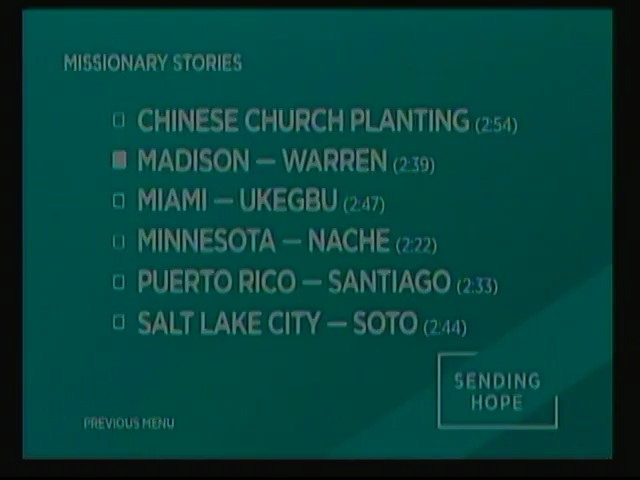 MISSIONARY STORIES
CHINESE CHURCH PLANTING (2:54)
MADISON — WARREN (2:39)
MIAMI — UKEGBU (2:47)
MINNESOTA — NACHE (2:22)
PUERTO RICO — SANTIAGO (2:33)
SALT LAKE CITY — SOTO (2:44)
SENDING
HOPE
PREVIOUS MENU